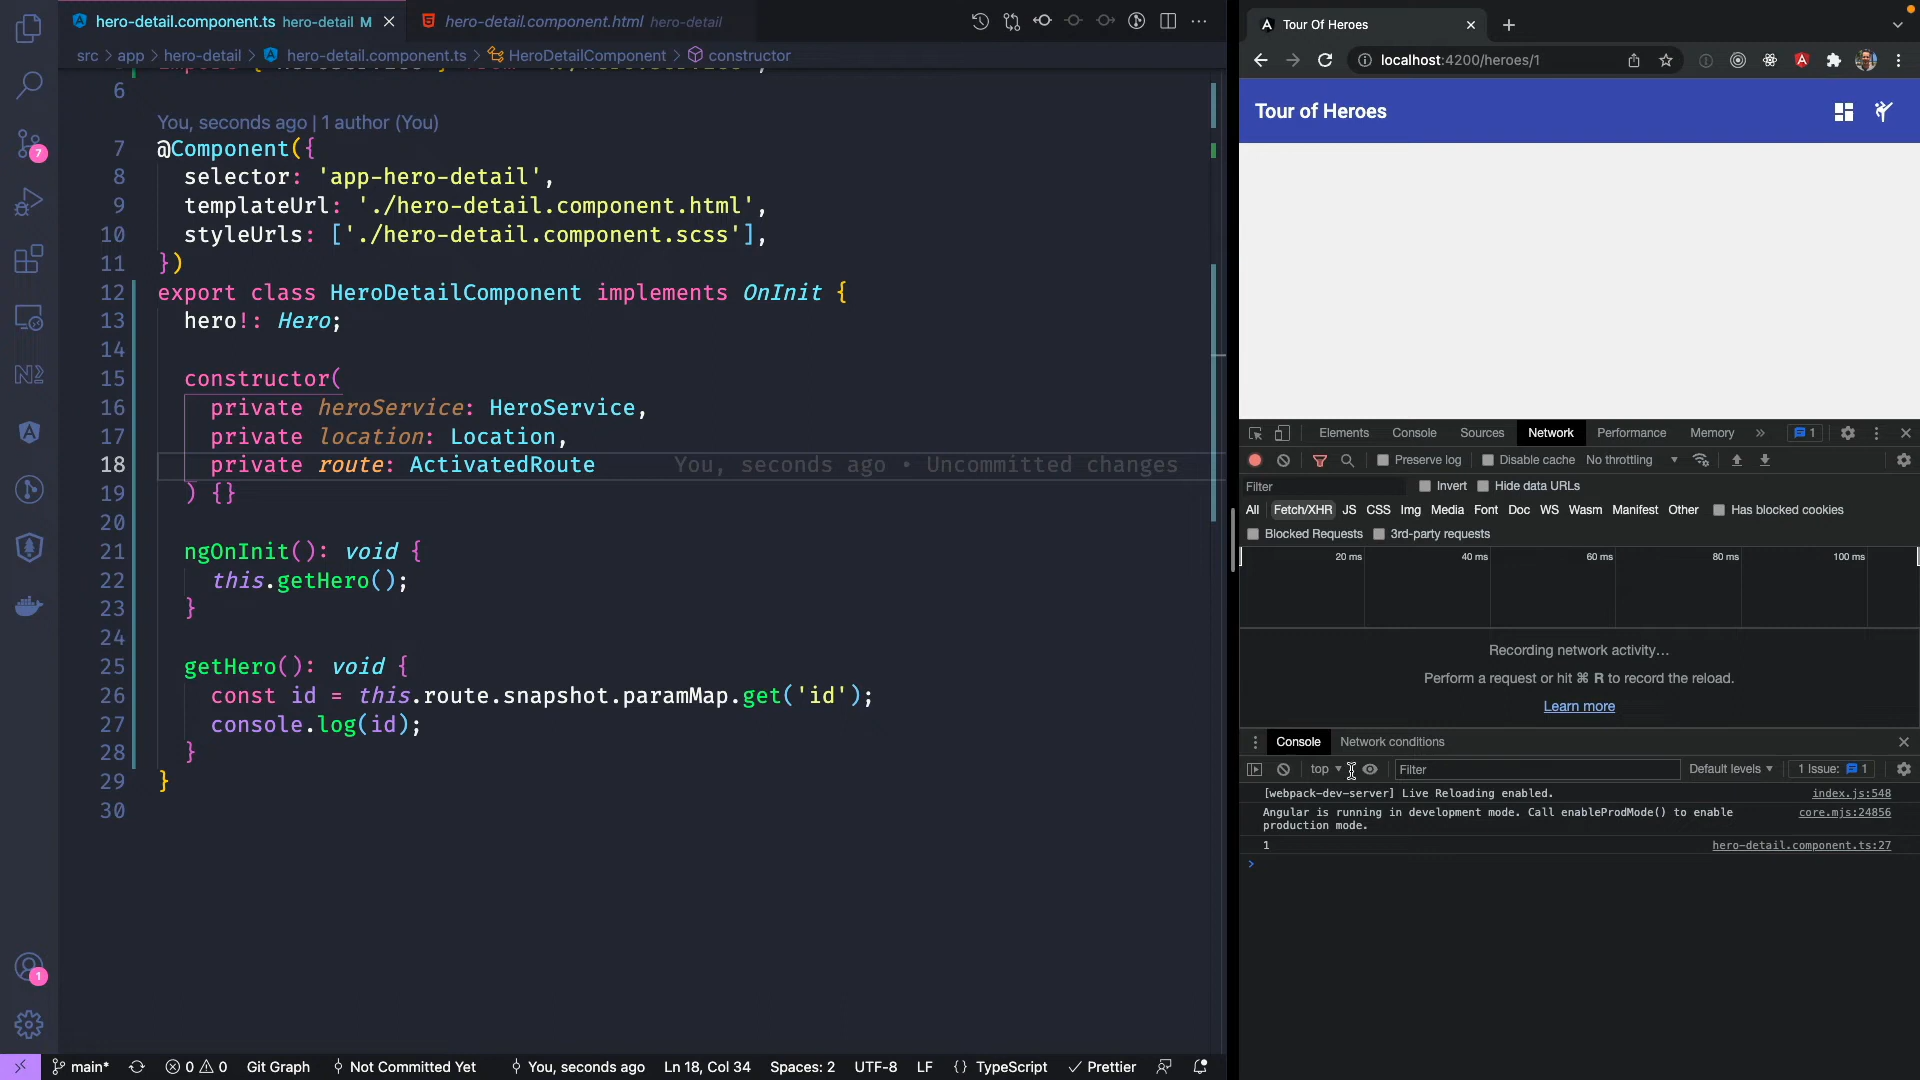 hero-detail.component.ts hero-detail M
hero-detail.component.html hero-detail
src > app > hero-detail > hero-detail.component.ts > HeroDetailComponent > constructor
6
You, seconds ago | 1 author (You)
7 @Component({
8 selector: 'app-hero-detail',
9 templateUrl: './hero-detail.component.html',
10 styleUrls: ['./hero-detail.component.scss'],
11 })
12 export class HeroDetailComponent implements OnInit {
13 hero!: Hero;
14
15 constructor(
16 private heroService: HeroService,
17 private location: Location,
18 private route: ActivatedRoute You, seconds ago • Uncommitted changes
19 ) {}
20
21 ngOnInit(): void {
22 this.getHero();
23 }
24
25 getHero(): void {
26 const id = this.route.snapshot.paramMap.get('id');
27 console.log(id);
28 }
29 }
30
7
1
main* 0 0 Git Graph Not Committed Yet You, seconds ago Ln 18, Col 34 Spaces: 2 UTF-8 LF {} TypeScript Prettier
Tour Of Heroes
localhost:4200/heroes/1
Tour of Heroes
Elements Console Sources Network Performance Memory » 1
Preserve log Disable cache No throttling
Filter Invert Hide data URLs
All Fetch/XHR JS CSS Img Media Font Doc WS Wasm Manifest Other Has blocked cookies
Blocked Requests 3rd-party requests
20 ms 40 ms 60 ms 80 ms 100 ms
Recording network activity…
Perform a request or hit ⌘ R to record the reload.
Learn more
Console Network conditions
top Filter Default levels 1 Issue: 1
[webpack-dev-server] Live Reloading enabled. index.js:548
Angular is running in development mode. Call enableProdMode() to enable core.mjs:24856
production mode.
1 hero-detail.component.ts:27
>